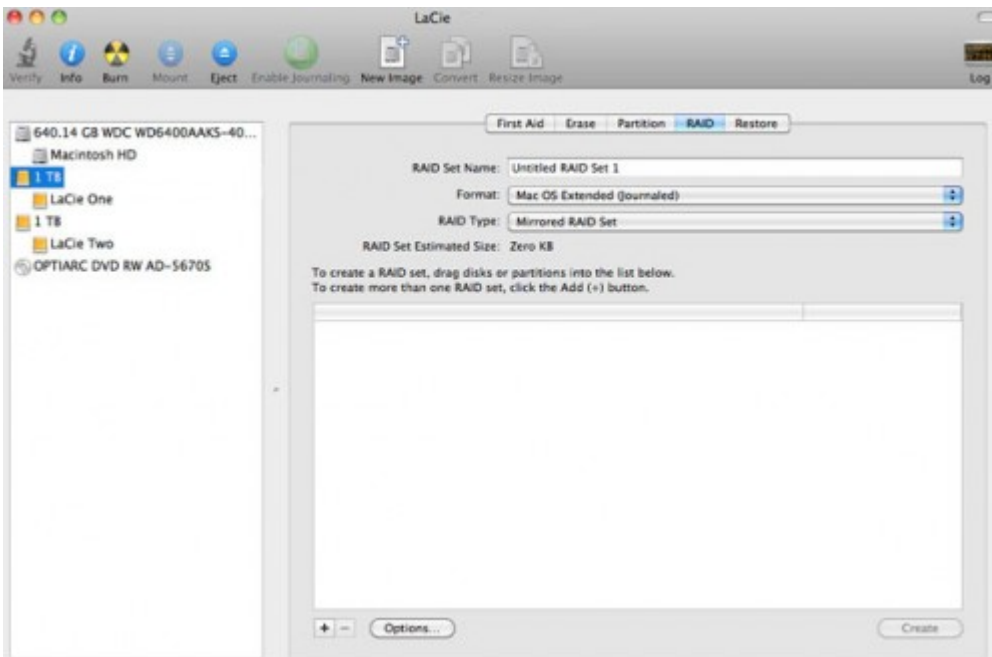 LaCie
Verify Info Burn Mount Eject Enable Journaling New Image Convert Resize Image Log
First Aid Erase Partition RAID Restore
640.14 GB WDC WD6400AAKS-40...
Macintosh HD
1 TB
LaCie One
1 TB
LaCie Two
OPTIARC DVD RW AD-5670S
RAID Set Name: Untitled RAID Set 1
Format: Mac OS Extended (Journaled)
RAID Type: Mirrored RAID Set
RAID Set Estimated Size: Zero KB
To create a RAID set, drag disks or partitions into the list below.
To create more than one RAID set, click the Add (+) button.
+ − Options... Create